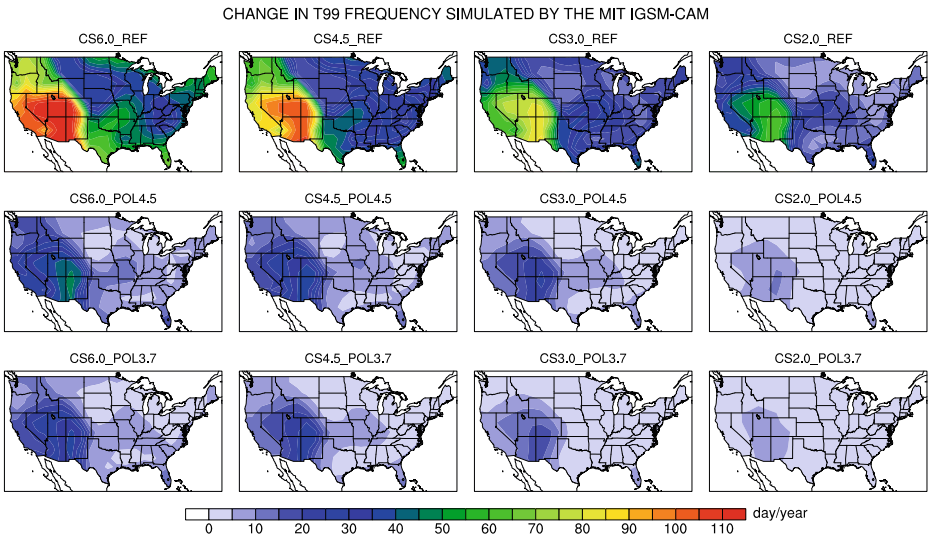 CHANGE IN T99 FREQUENCY SIMULATED BY THE MIT IGSM-CAM
CS6.0_REF CS4.5_REF CS3.0_REF CS2.0_REF
CS6.0_POL4.5 CS4.5_POL4.5 CS3.0_POL4.5 CS2.0_POL4.5
CS6.0_POL3.7 CS4.5_POL3.7 CS3.0_POL3.7 CS2.0_POL3.7
day/year
0 10 20 30 40 50 60 70 80 90 100 110